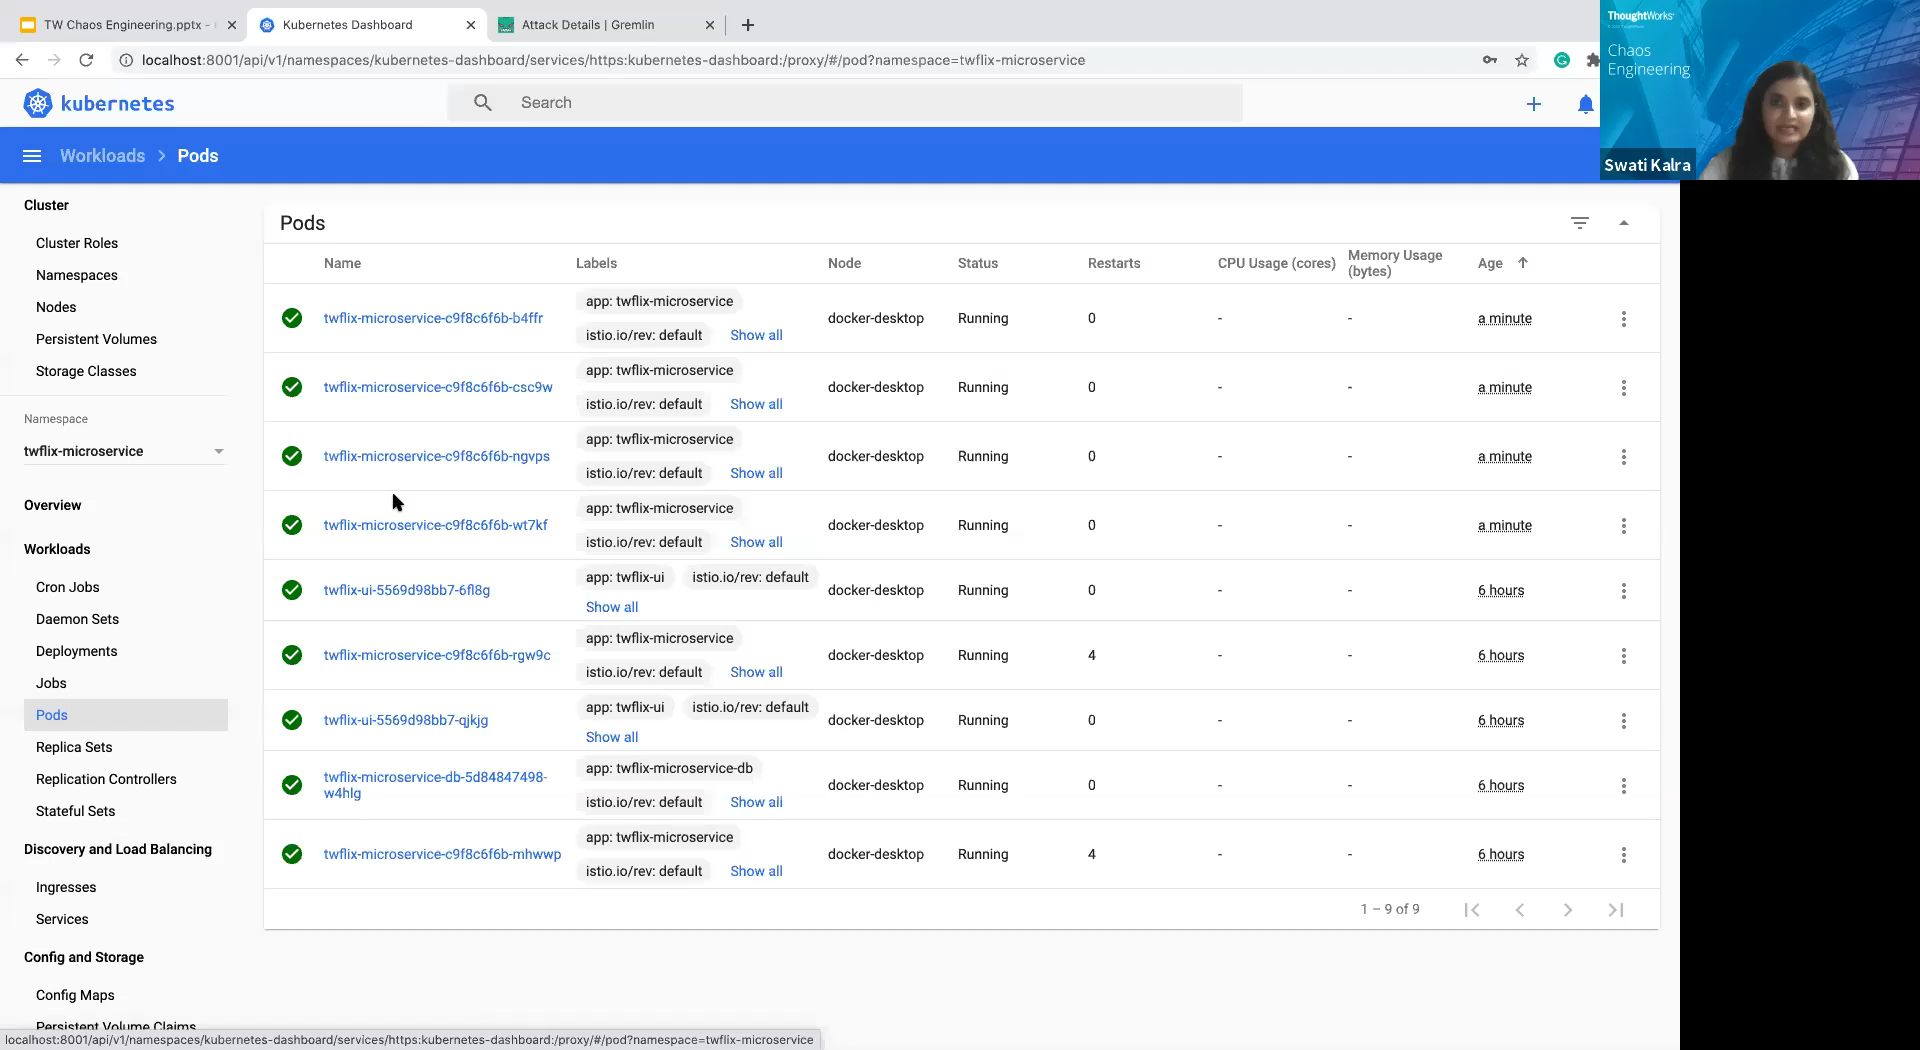 TW Chaos Engineering.pptx -
Kubernetes Dashboard
Attack Details | Gremlin
localhost:8001/api/v1/namespaces/kubernetes-dashboard/services/https:kubernetes-dashboard:/proxy/#/pod?namespace=twflix-microservice
ThoughtWorks
Chaos
Engineering
Swati Kalra
kubernetes
Search
Workloads > Pods
Cluster
Cluster Roles
Namespaces
Nodes
Persistent Volumes
Storage Classes
Namespace
twflix-microservice
Overview
Workloads
Cron Jobs
Daemon Sets
Deployments
Jobs
Pods
Replica Sets
Replication Controllers
Stateful Sets
Discovery and Load Balancing
Ingresses
Services
Config and Storage
Config Maps
Persistent Volume Claims
Pods
Name Labels Node Status Restarts CPU Usage (cores) Memory Usage (bytes) Age
twflix-microservice-c9f8c6f6b-b4ffr app: twflix-microservice docker-desktop Running 0 - - a minute
istio.io/rev: default Show all
twflix-microservice-c9f8c6f6b-csc9w app: twflix-microservice docker-desktop Running 0 - - a minute
istio.io/rev: default Show all
twflix-microservice-c9f8c6f6b-ngvps app: twflix-microservice docker-desktop Running 0 - - a minute
istio.io/rev: default Show all
twflix-microservice-c9f8c6f6b-wt7kf app: twflix-microservice docker-desktop Running 0 - - a minute
istio.io/rev: default Show all
twflix-ui-5569d98bb7-6fl8g app: twflix-ui istio.io/rev: default docker-desktop Running 0 - - 6 hours
Show all
twflix-microservice-c9f8c6f6b-rgw9c app: twflix-microservice docker-desktop Running 4 - - 6 hours
istio.io/rev: default Show all
twflix-ui-5569d98bb7-qjkjg app: twflix-ui istio.io/rev: default docker-desktop Running 0 - - 6 hours
Show all
twflix-microservice-db-5d84847498- app: twflix-microservice-db docker-desktop Running 0 - - 6 hours
w4hlg istio.io/rev: default Show all
twflix-microservice-c9f8c6f6b-mhwwp app: twflix-microservice docker-desktop Running 4 - - 6 hours
istio.io/rev: default Show all
1 – 9 of 9
localhost:8001/api/v1/namespaces/kubernetes-dashboard/services/https:kubernetes-dashboard:/proxy/#/pod?namespace=twflix-microservice